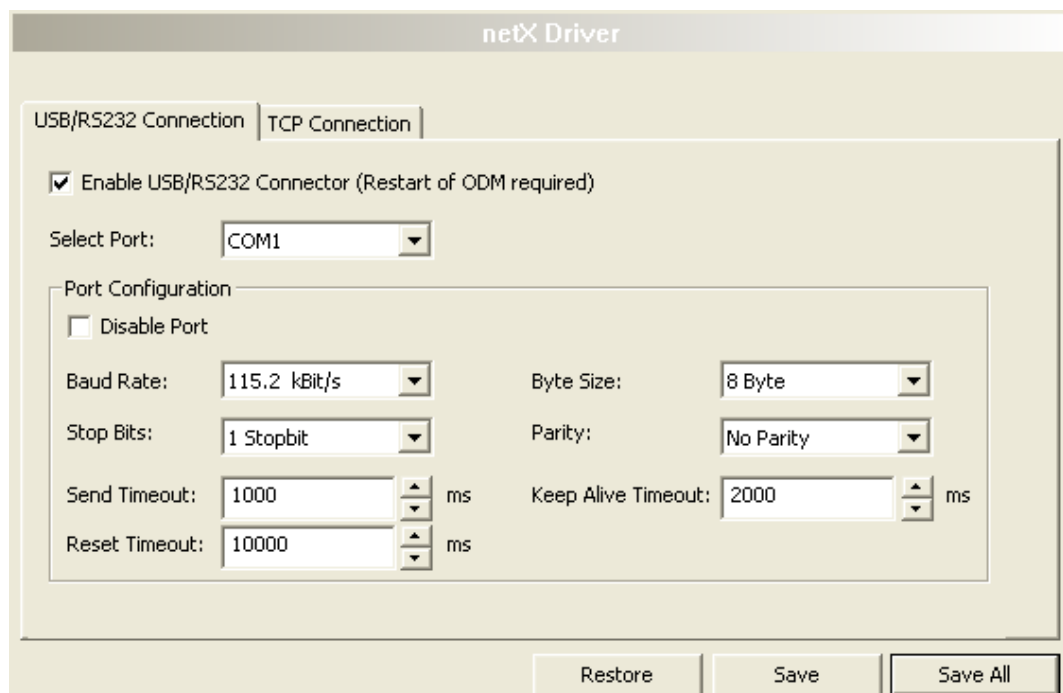 netX Driver
USB/RS232 Connection TCP Connection
Enable USB/RS232 Connector (Restart of ODM required)
Select Port: COM1
Port Configuration
Disable Port
Baud Rate: 115.2 kBit/s Byte Size: 8 Byte
Stop Bits: 1 Stopbit Parity: No Parity
Send Timeout: 1000 ms Keep Alive Timeout: 2000 ms
Reset Timeout: 10000 ms
Restore Save Save All